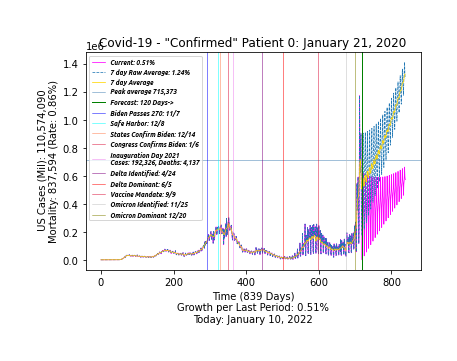 Covid-19 - "Confirmed" Patient 0: January 21, 2020
1e6
Current: 0.51%
7 day Raw Average: 1.24%
7 day Average
Peak average 715,373
Forecast: 120 Days->
Biden Passes 270: 11/7
Safe Harbor: 12/8
States Confirm Biden: 12/14
Congress Confirms Biden: 1/6
Inauguration Day 2021
Cases: 192,326, Deaths: 4,137
Delta Identified: 4/24
Delta Dominant: 6/5
Vaccine Mandate: 9/9
Omicron Identified: 11/25
Omicron Dominant 12/20
US Cases (Mil): 110,574,090
Mortality: 837,594 (Rate: 0.86%)
1.4
1.2
1.0
0.8
0.6
0.4
0.2
0.0
0 200 400 600 800
Time (839 Days)
Growth per Last Period: 0.51%
Today: January 10, 2022